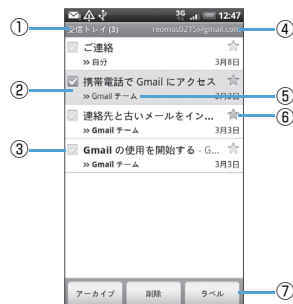 3G 12:47
① 受信トレイ (3) reomos0215@gmail.com ④
ご連絡
» 自分 3月8日
② 携帯電話で Gmail にアクセス
» Gmail チーム 3月3日 ⑤
連絡先と古いメールをイン... ⑥
» Gmail チーム 3月3日
③ Gmail の使用を開始する - G...
» Gmail チーム 3月3日
アーカイブ 削除 ラベル ⑦